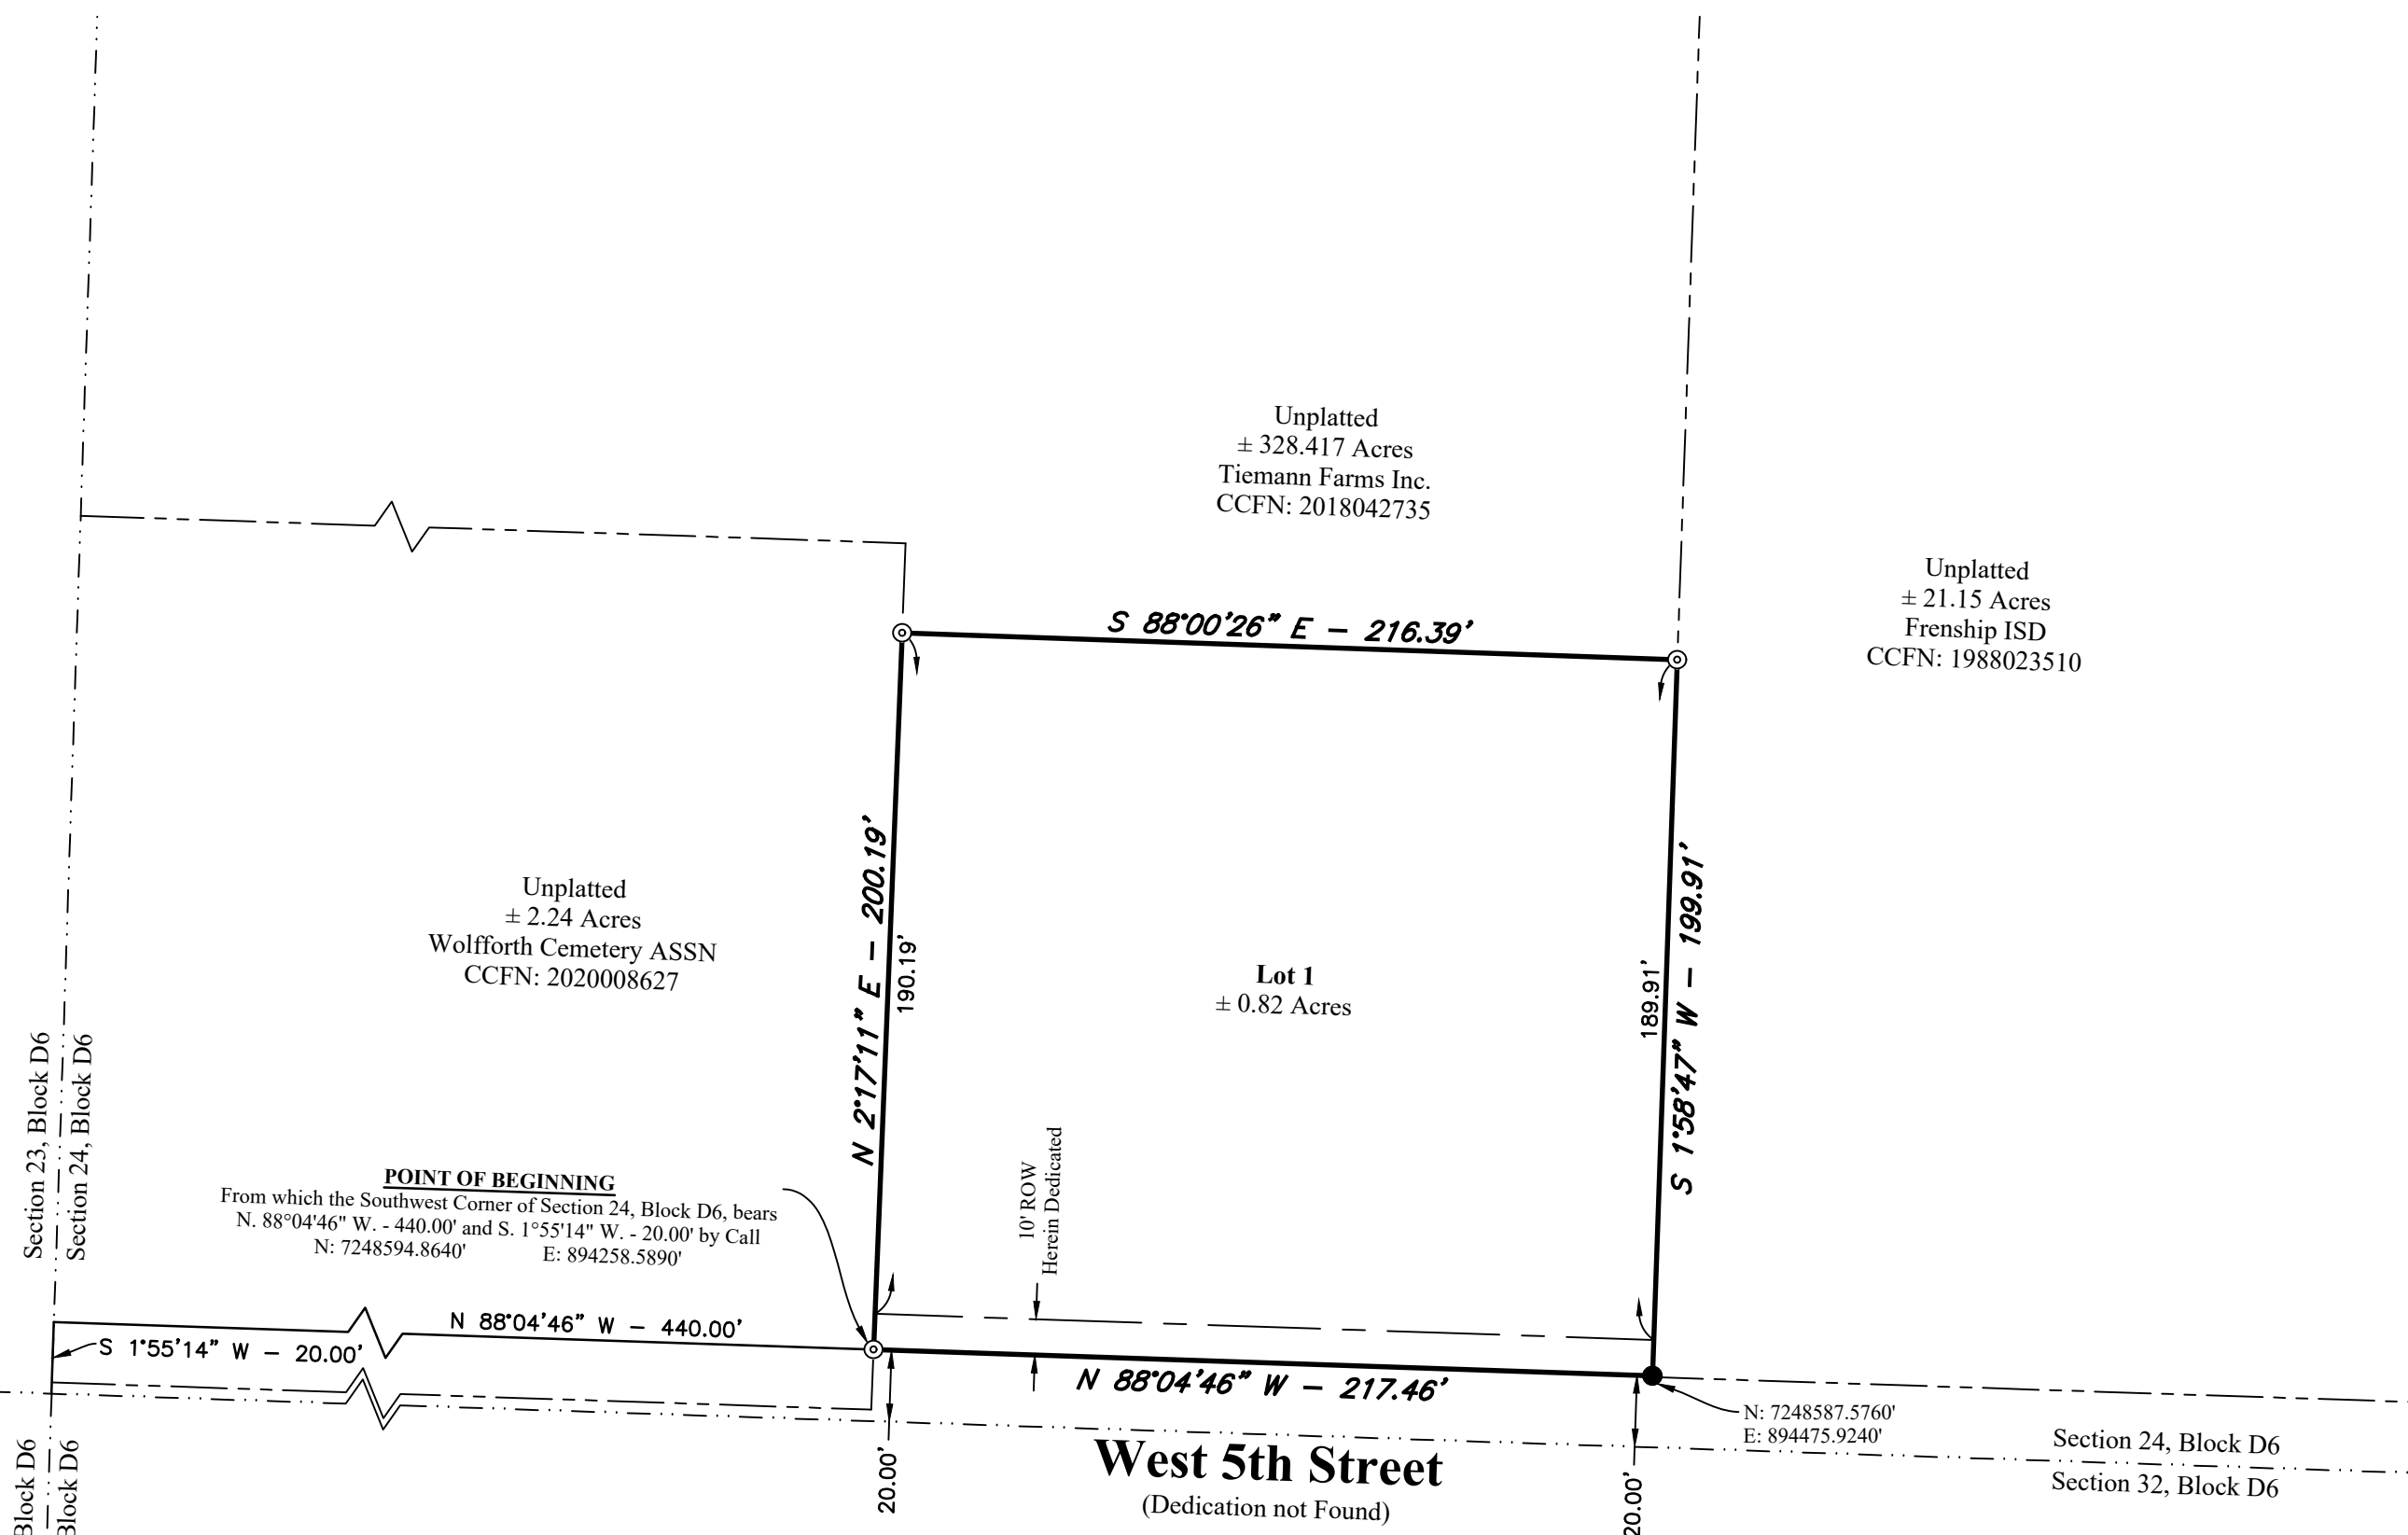 Unplatted
± 328.417 Acres
Tiemann Farms Inc.
CCFN: 2018042735
Unplatted
± 21.15 Acres
Frenship ISD
CCFN: 1988023510
S 88°00'26" E – 216.39'
N 2°17'11" E – 200.19'
190.19'
S 1°58'47" W – 199.91'
189.91'
Unplatted
± 2.24 Acres
Wolfforth Cemetery ASSN
CCFN: 2020008627
Lot 1
± 0.82 Acres
Section 23, Block D6
Section 24, Block D6
POINT OF BEGINNING
From which the Southwest Corner of Section 24, Block D6, bears
N. 88°04'46" W. - 440.00' and S. 1°55'14" W. - 20.00' by Call
N: 7248594.8640' E: 894258.5890'
10' ROW
Herein Dedicated
N 88°04'46" W – 440.00'
S 1°55'14" W – 20.00'
N 88°04'46" W – 217.46'
N: 7248587.5760'
E: 894475.9240'
Section 24, Block D6
Section 32, Block D6
West 5th Street
(Dedication not Found)
20.00'
20.00'
Block D6
Block D6